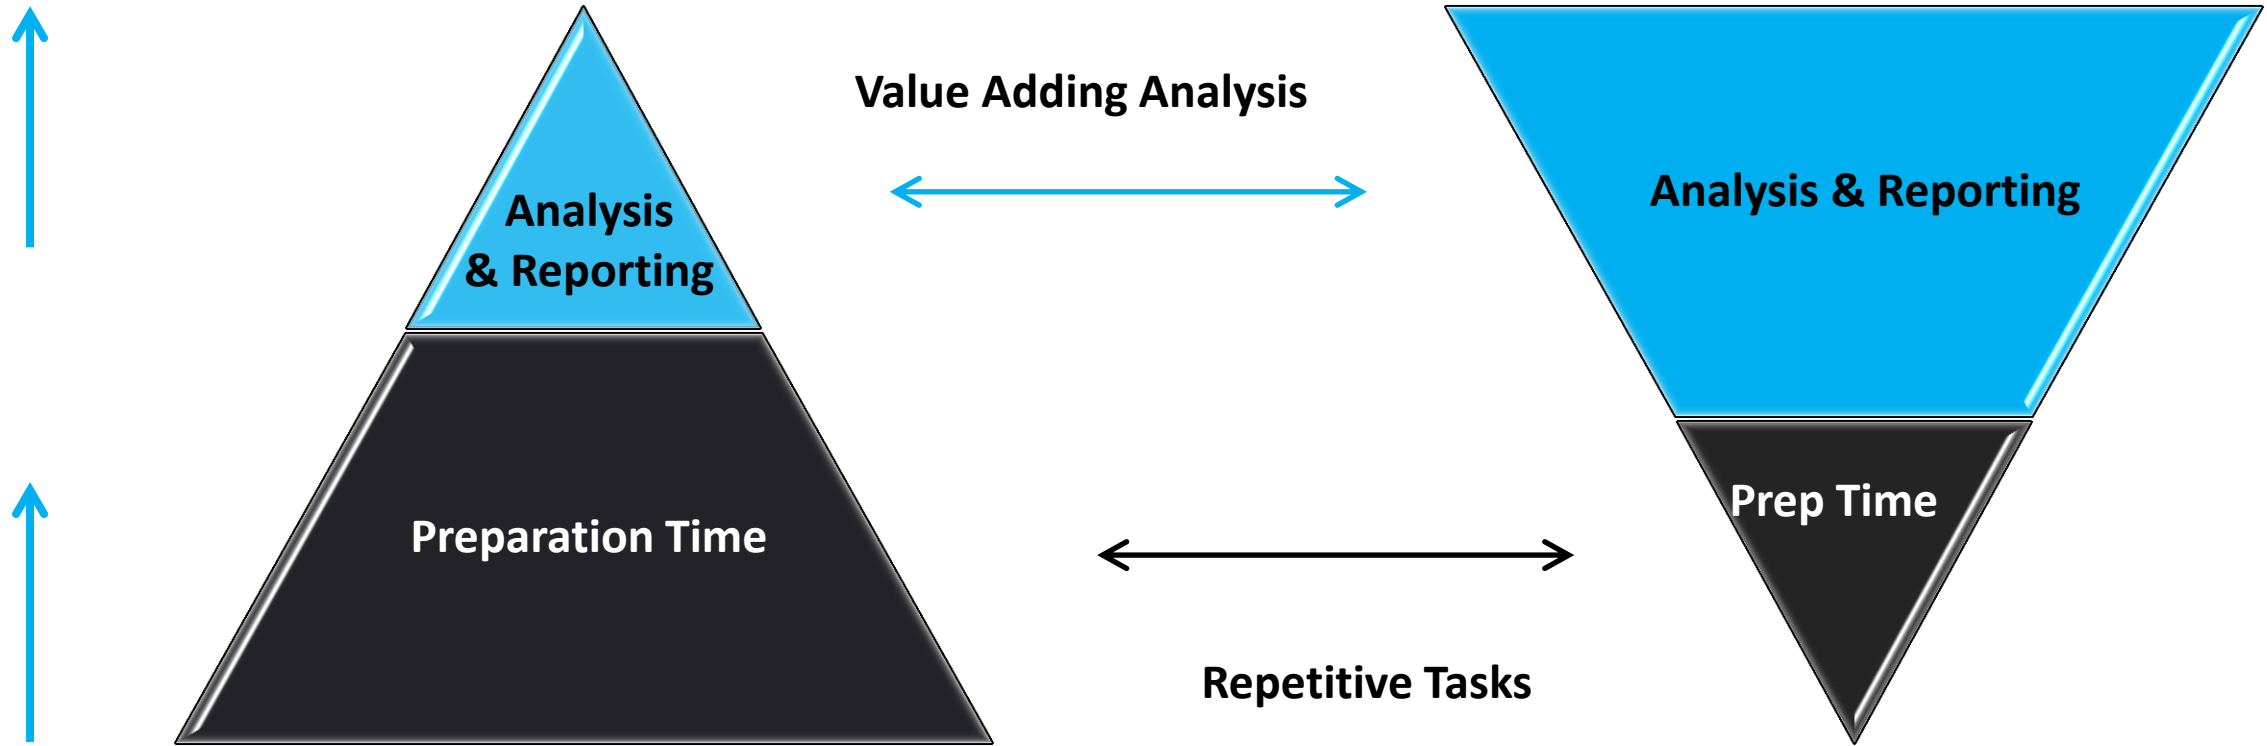 Value Adding Analysis
Analysis
& Reporting
Analysis & Reporting
Preparation Time
Prep Time
Repetitive Tasks